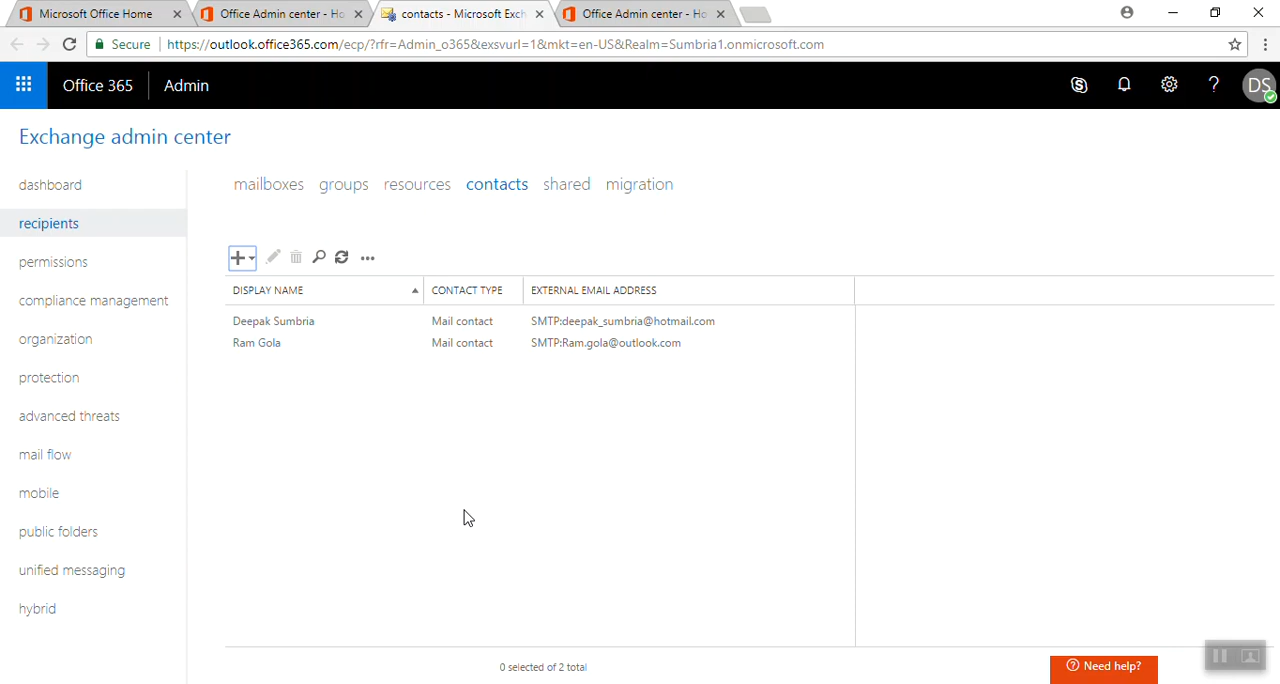 Microsoft Office Home
Office Admin center - Ho
contacts - Microsoft Exch
Office Admin center - Ho
Secure
https://outlook.office365.com/ecp/?rfr=Admin_o365&exsvurl=1&mkt=en-US&Realm=Sumbria1.onmicrosoft.com
Office 365
Admin
DS
Exchange admin center
dashboard
recipients
permissions
compliance management
organization
protection
advanced threats
mail flow
mobile
public folders
unified messaging
hybrid
mailboxes groups resources contacts shared migration
DISPLAY NAME CONTACT TYPE EXTERNAL EMAIL ADDRESS
Deepak Sumbria Mail contact SMTP:deepak_sumbria@hotmail.com
Ram Gola Mail contact SMTP:Ram.gola@outlook.com
0 selected of 2 total
Need help?